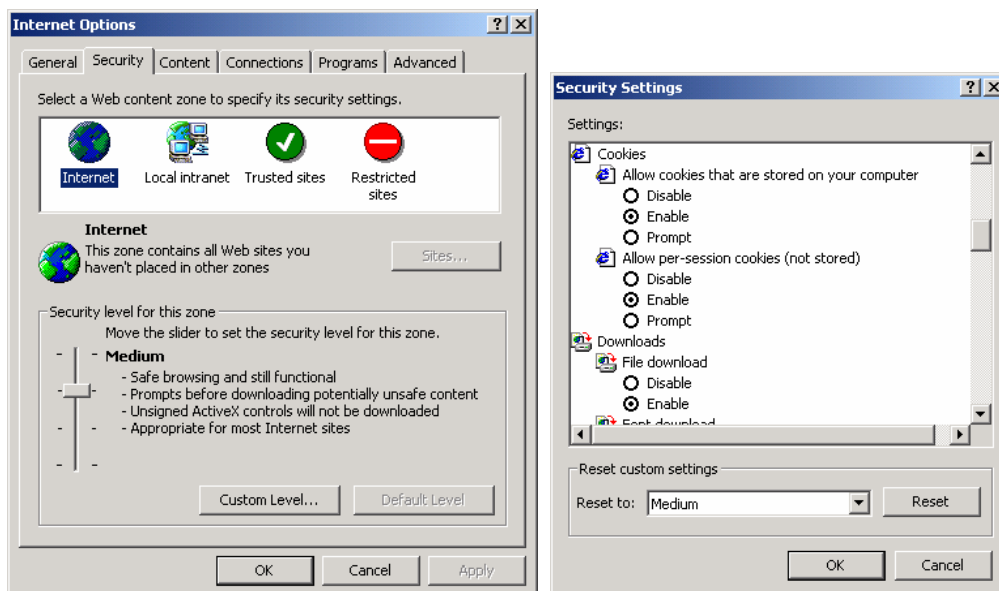 Internet Options
General Security Content Connections Programs Advanced
Select a Web content zone to specify its security settings.
Internet Local intranet Trusted sites Restricted
sites
Internet
This zone contains all Web sites you
haven't placed in other zones
Sites...
Security level for this zone
Move the slider to set the security level for this zone.
Medium
- Safe browsing and still functional
- Prompts before downloading potentially unsafe content
- Unsigned ActiveX controls will not be downloaded
- Appropriate for most Internet sites
Custom Level... Default Level
OK Cancel Apply
Security Settings
Settings:
Cookies
Allow cookies that are stored on your computer
Disable
Enable
Prompt
Allow per-session cookies (not stored)
Disable
Enable
Prompt
Downloads
File download
Disable
Enable
Font download
Reset custom settings
Reset to: Medium Reset
OK Cancel